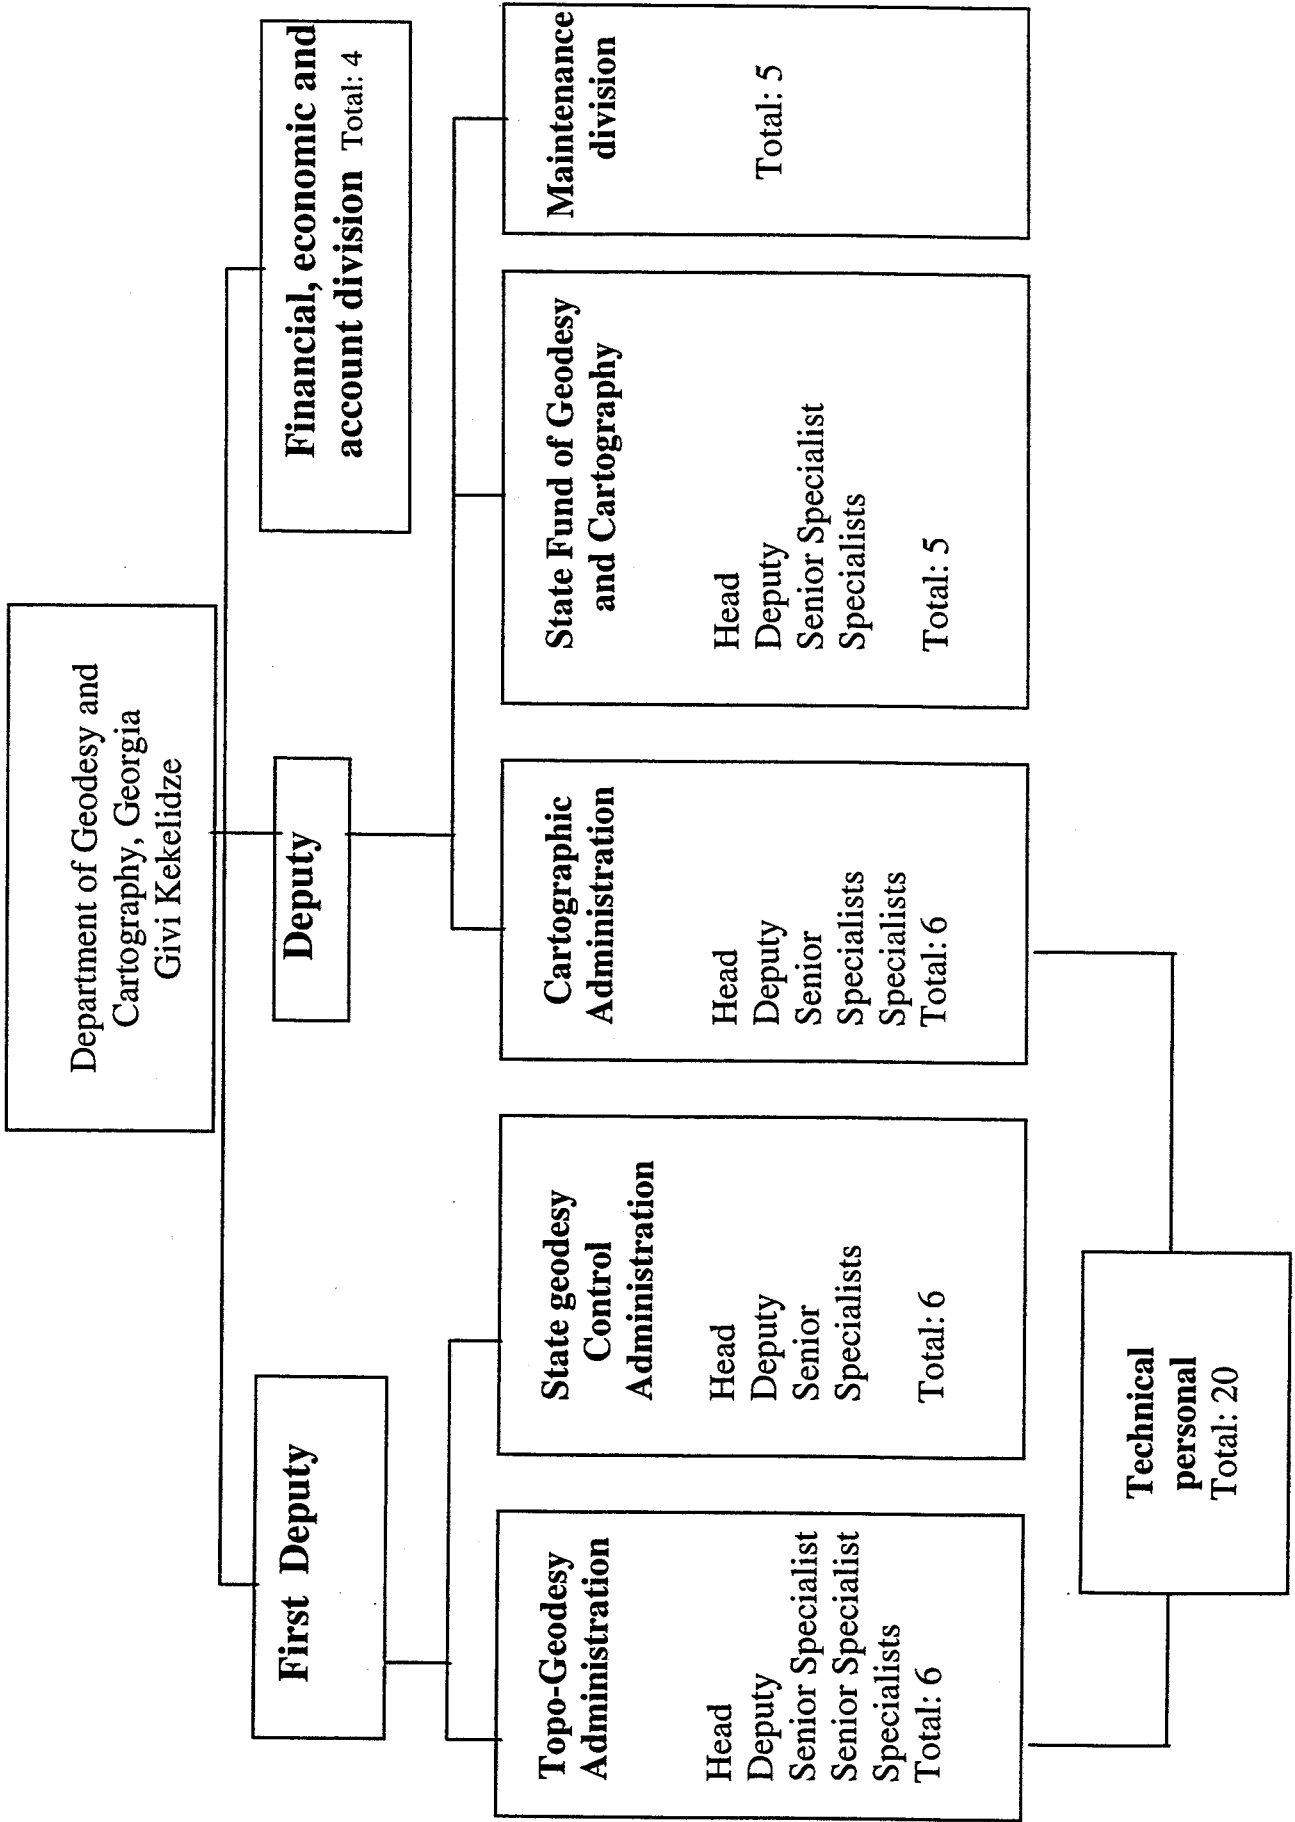 Department of Geodesy and
Cartography, Georgia
Givi Kekelidze
First Deputy
Deputy
Financial, economic and
account division Total: 4
Topo-Geodesy
Administration
Head
Deputy
Senior Specialist
Senior Specialist
Specialists
Total: 6
State geodesy
Control
Administration
Head
Deputy
Senior
Specialists
Total: 6
Cartographic
Administration
Head
Deputy
Senior
Specialists
Specialists
Total: 6
State Fund of Geodesy
and Cartography
Head
Deputy
Senior Specialist
Specialists
Total: 5
Maintenance
division
Total: 5
Technical
personal
Total: 20